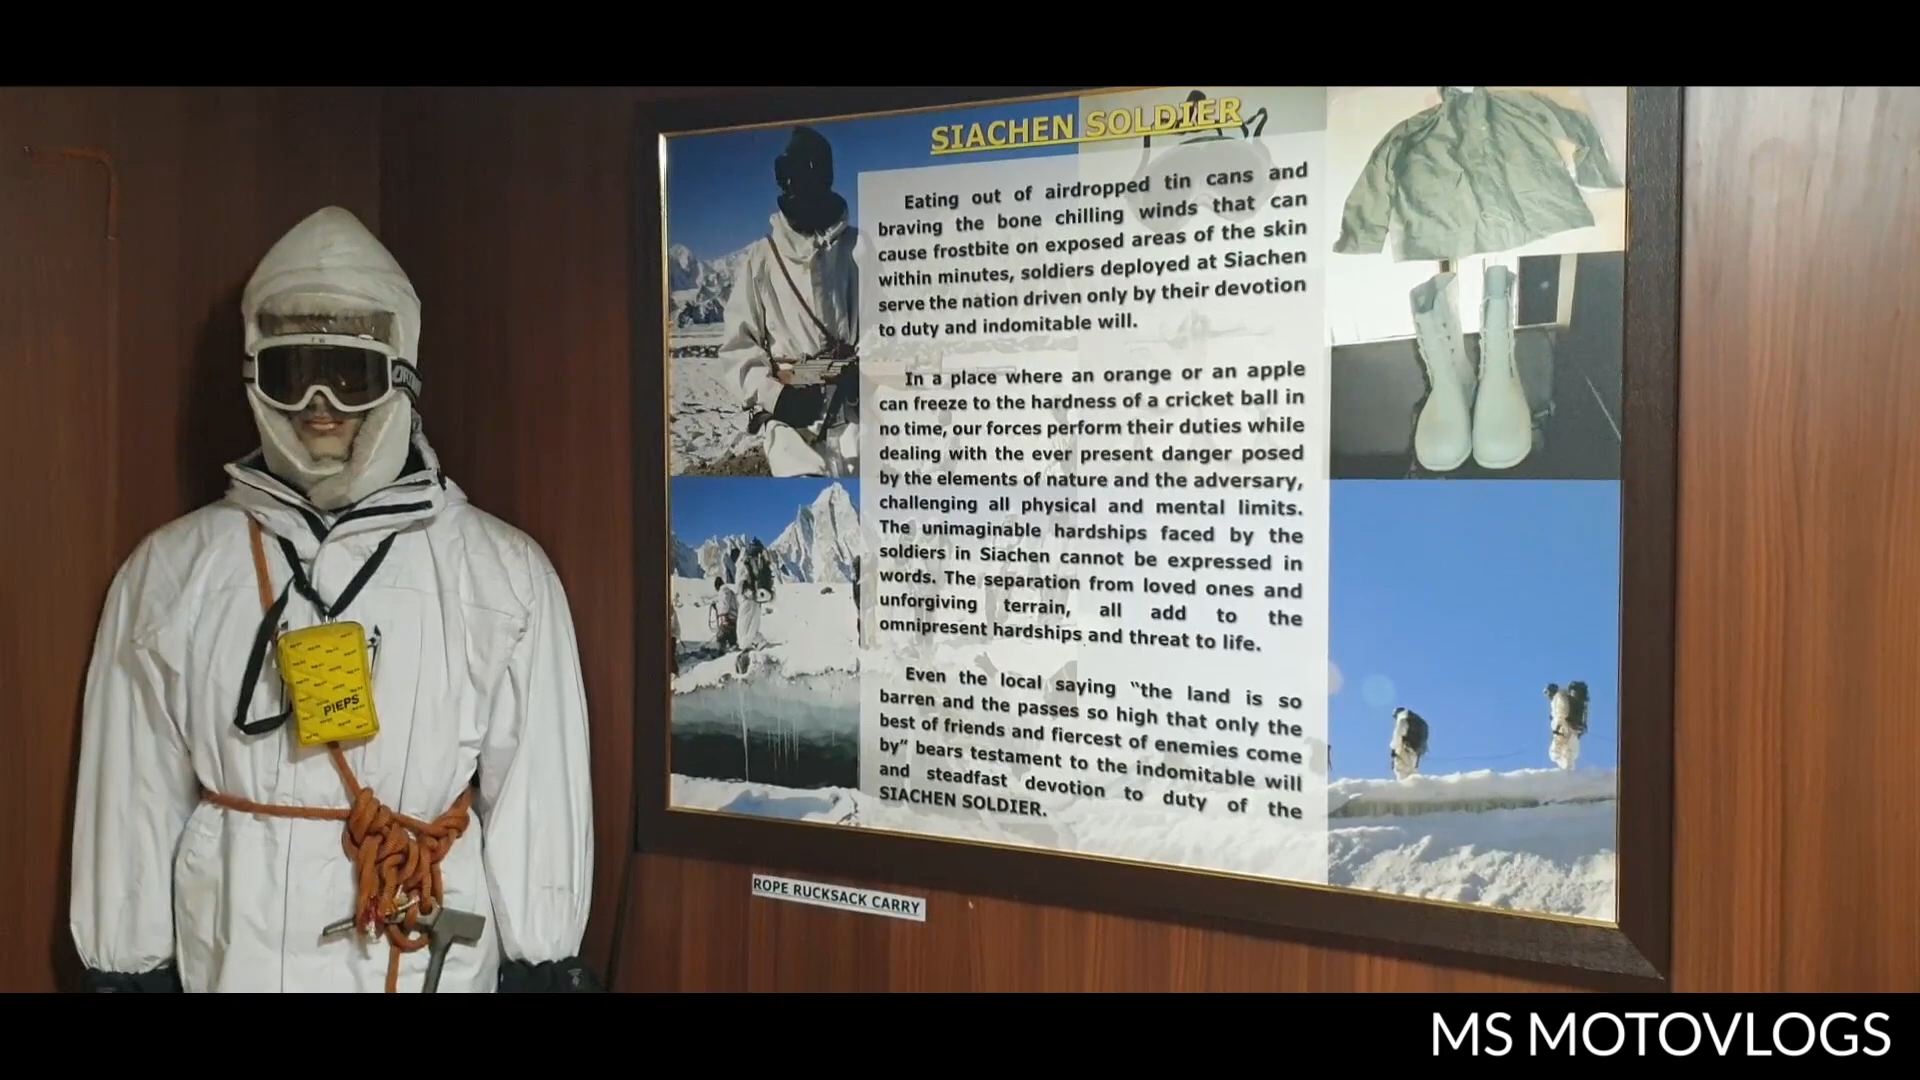 SIACHEN SOLDIER
Eating out of airdropped tin cans and
braving the bone chilling winds that can
cause frostbite on exposed areas of the skin
within minutes, soldiers deployed at Siachen
serve the nation driven only by their devotion
to duty and indomitable will.
In a place where an orange or an apple
can freeze to the hardness of a cricket ball in
no time, our forces perform their duties while
dealing with the ever present danger posed
by the elements of nature and the adversary,
challenging all physical and mental limits.
The unimaginable hardships faced by the
soldiers in Siachen cannot be expressed in
words. The separation from loved ones and
unforgiving terrain, all add to the
omnipresent hardships and threat to life.
Even the local saying “the land is so
barren and the passes so high that only the
best of friends and fiercest of enemies come
by” bears testament to the indomitable will
and steadfast devotion to duty of the
SIACHEN SOLDIER.
PIEPS
ROPE RUCKSACK CARRY
MS MOTOVLOGS